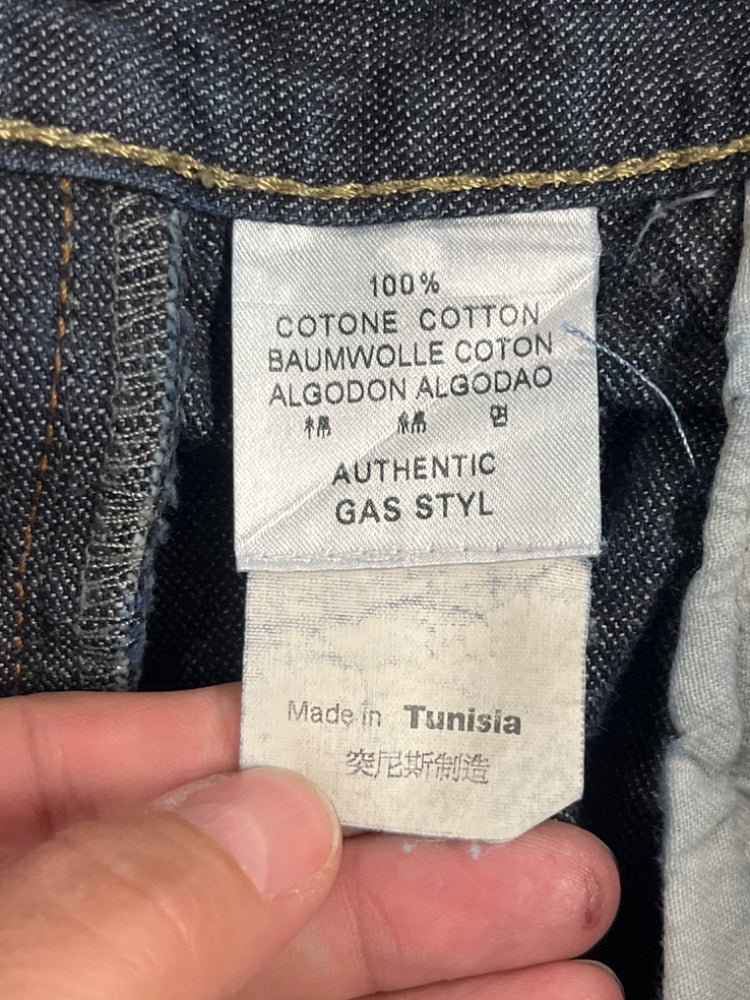 100%
COTONE COTTON
BAUMWOLLE COTON
ALGODON ALGODAO
棉 綿 면
AUTHENTIC
GAS STYL
Made in Tunisia
突尼斯制造